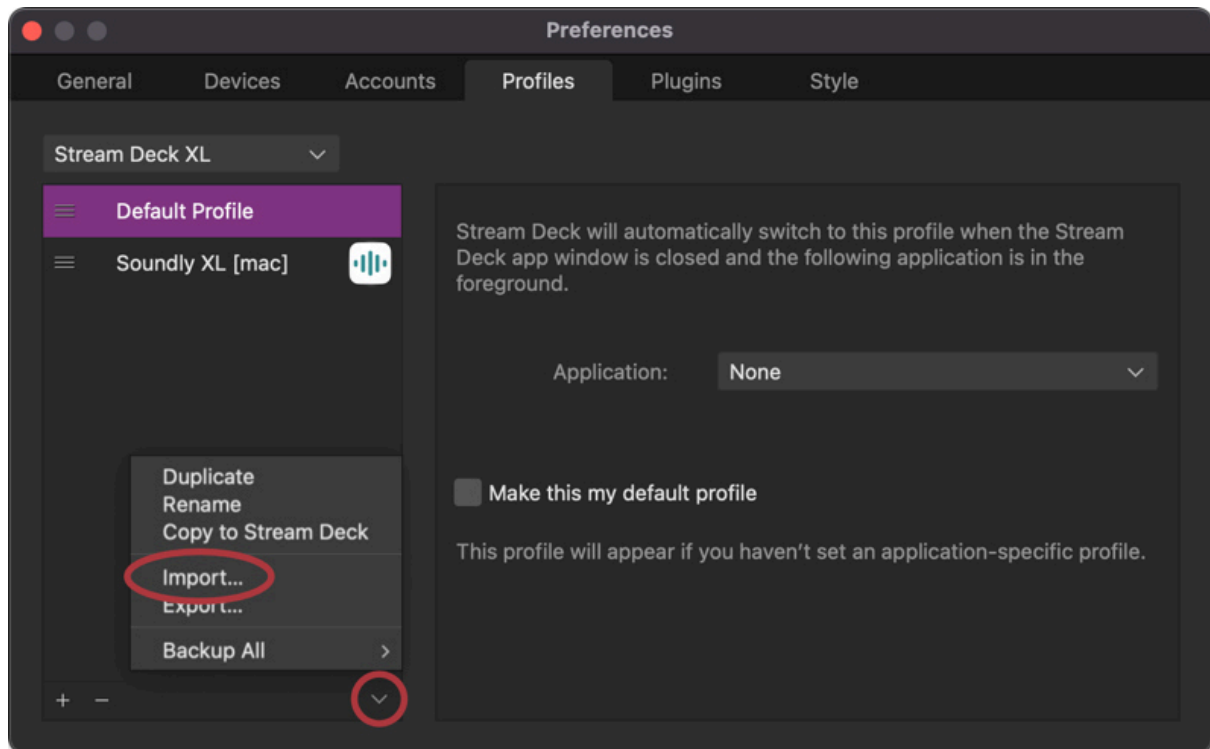 Preferences
General Devices Accounts Profiles Plugins Style
Stream Deck XL
Default Profile
Soundly XL [mac]
Stream Deck will automatically switch to this profile when the Stream
Deck app window is closed and the following application is in the
foreground.
Application: None
Duplicate
Rename
Copy to Stream Deck
Import...
Export...
Backup All
Make this my default profile
This profile will appear if you haven't set an application-specific profile.